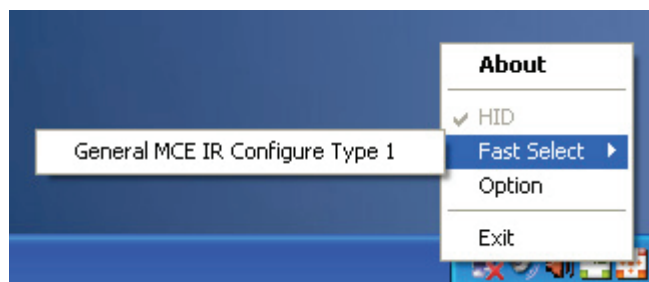 About
HID
General MCE IR Configure Type 1
Fast Select
Option
Exit